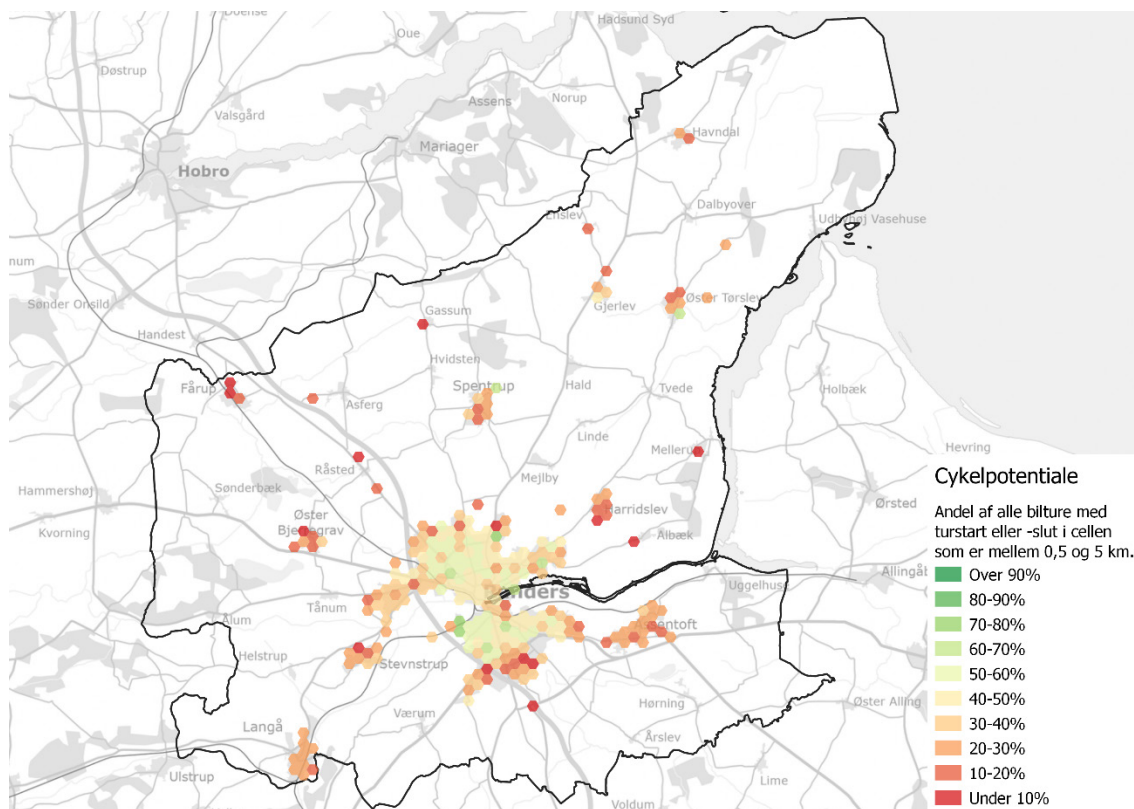 Hadsund Syd
Doense
Oue
Døstrup
Norup
Assens
Valsgård
Havndal
Mariager
Hobro
Dalbyover
Udbyhøj Vasehuse
Sønder Onsild
Gjerlev
Øster Tørslev
Gassum
Handest
Hvidsten
Holbæk
Fårup
Spentrup
Hald
Tvede
Asferg
Linde
Hevring
Mellerup
Råsted
Mejlby
Hammershøj
Sønderbæk
Ørsted
Harridslev
Øster
Bjerregrav
Kvorning
Ålbæk
Allingåb
Uggelhuse
Randers
Tånum
Ålum
Assentoft
Helstrup
Stevnstrup
Hørning
Øster Alling
Værum
Langå
Årslev
Ulstrup
Lime
Voldum
Cykelpotentiale
Andel af alle bilture med
turstart eller -slut i cellen
som er mellem 0,5 og 5 km.
Over 90%
80-90%
70-80%
60-70%
50-60%
40-50%
30-40%
20-30%
10-20%
Under 10%